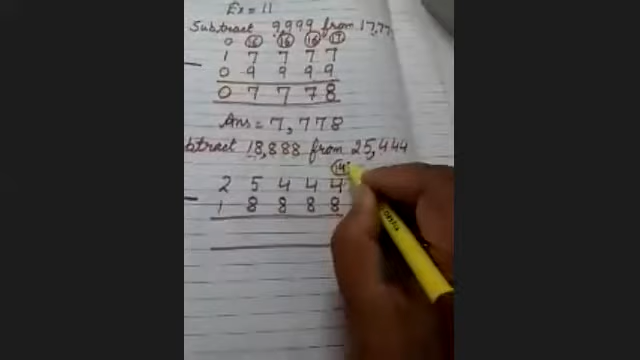 Ex = 11
Subtract 9,999 from 17,77
0 16 16 16 17
1 7 7 7 7
— 0 9 9 9 9
0 7 7 7 8
Ans = 7,778
btract 18,888 from 25,444
14
2 5 4 4 4
— 1 8 8 8 8